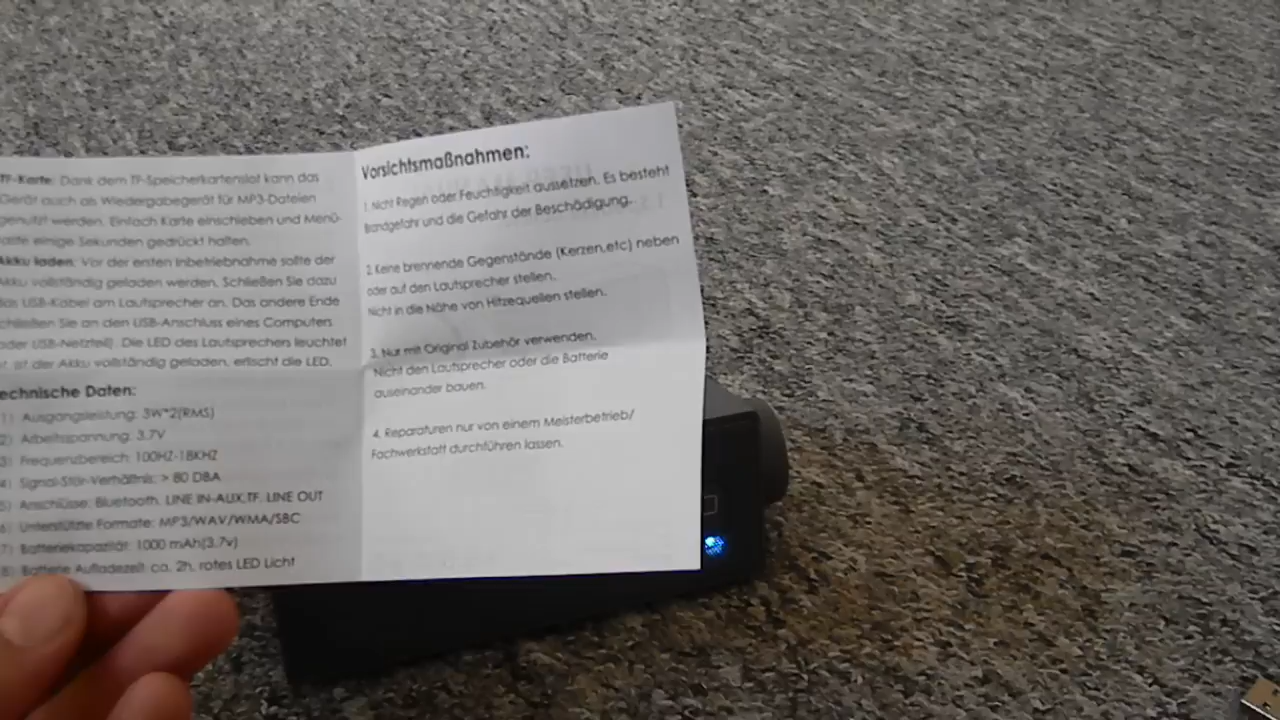 TF-Karte: Dank dem TF-Speicherkartenslot kann das
Gerät auch als Wiedergabegerät für MP3-Dateien
genutzt werden. Einfach Karte einschieben und Menü-
taste einige Sekunden gedrückt halten.
Akku laden: Vor der ersten Inbetriebnahme sollte der
Akku vollständig geladen werden. Schließen Sie dazu
das USB-Kabel am Lautsprecher an. Das andere Ende
chließen Sie an den USB-Anschluss eines Computers
oder USB-Netzteil). Die LED des Lautsprechers leuchtet
t. ist der Akku vollständig geladen, erlischt die LED.
echnische Daten:
1) Ausgangsleistung: 3W*2(RMS)
2) Arbeitsspannung: 3.7V
3) Frequenzbereich: 100HZ-18KHZ
4) Signal-Stör-Verhältnis: > 80 DBA
5) Anschlüsse: Bluetooth, LINE IN-AUX,TF, LINE OUT
6) Unterstützte Formate: MP3/WAV/WMA/SBC
7) Batteriekapazität: 1000 mAh(3.7v)
8) Batterie Aufladezeit: ca. 2h, rotes LED Licht
Vorsichtsmaßnahmen:
1. Nicht Regen oder Feuchtigkeit aussetzen. Es besteht
Brandgefahr und die Gefahr der Beschädigung.
2. Keine brennende Gegenstände (Kerzen,etc) neben
oder auf den Lautsprecher stellen.
Nicht in die Nähe von Hitzequellen stellen.
3. Nur mit Original Zubehör verwenden.
Nicht den Lautsprecher oder die Batterie
auseinander bauen.
4. Reparaturen nur von einem Meisterbetrieb/
Fachwerkstatt durchführen lassen.